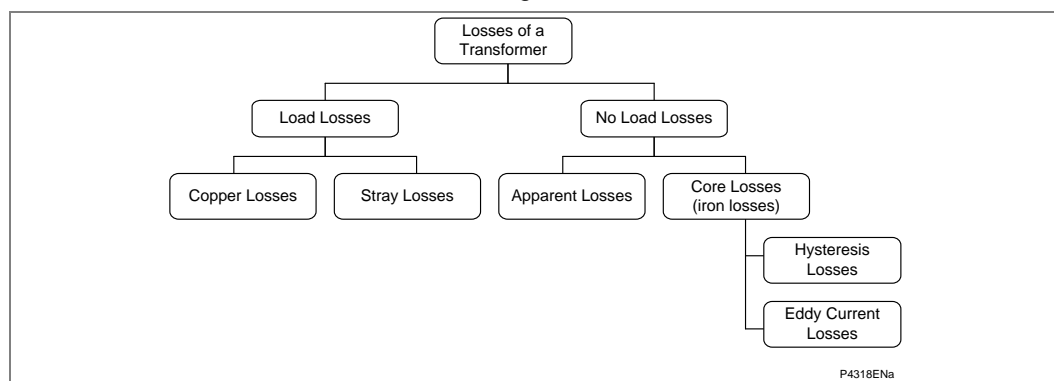 Losses of a
Transformer
Load Losses
No Load Losses
Copper Losses
Stray Losses
Apparent Losses
Core Losses
(iron losses)
Hysteresis
Losses
Eddy Current
Losses
P4318ENa